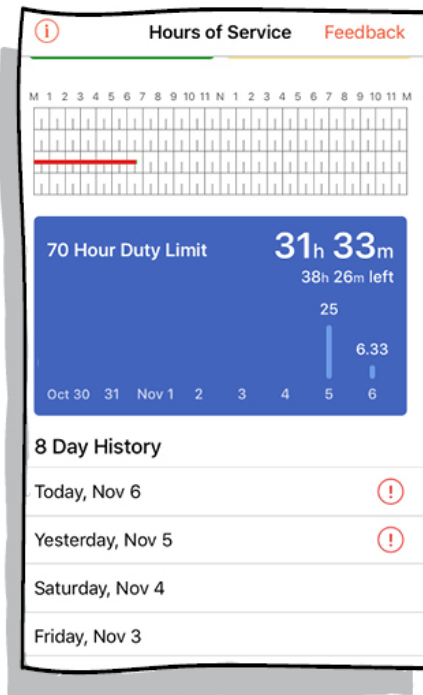 Hours of Service Feedback
M 1 2 3 4 5 6 7 8 9 10 11 N 1 2 3 4 5 6 7 8 9 10 11 M
70 Hour Duty Limit 31h 33m
38h 26m left
25
6.33
Oct 30 31 Nov 1 2 3 4 5 6
8 Day History
Today, Nov 6 !
Yesterday, Nov 5 !
Saturday, Nov 4
Friday, Nov 3